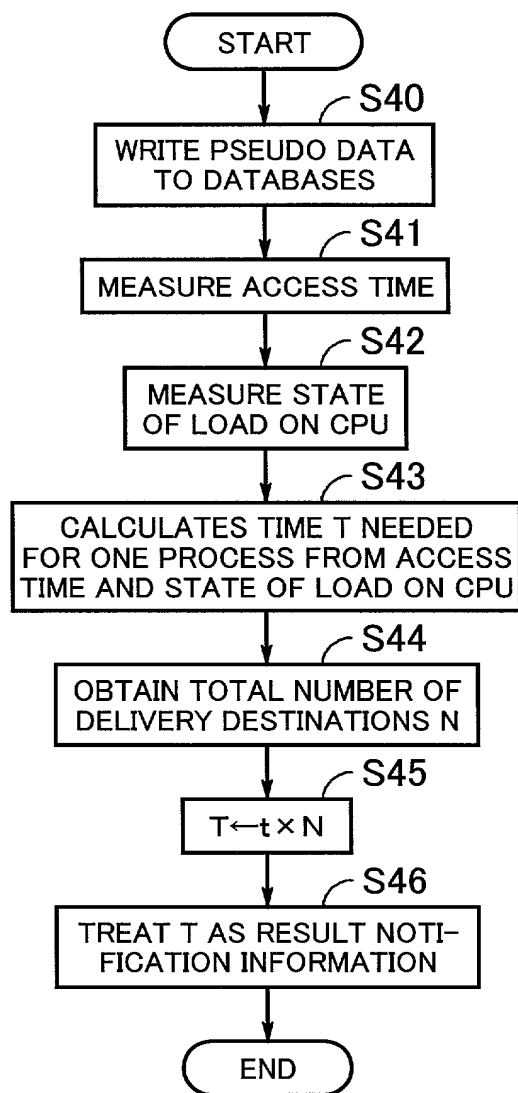 START
S40
WRITE PSEUDO DATA
TO DATABASES
S41
MEASURE ACCESS TIME
S42
MEASURE STATE
OF LOAD ON CPU
S43
CALCULATES TIME T NEEDED
FOR ONE PROCESS FROM ACCESS
TIME AND STATE OF LOAD ON CPU
S44
OBTAIN TOTAL NUMBER OF
DELIVERY DESTINATIONS N
S45
T←t×N
S46
TREAT T AS RESULT NOTI-
FICATION INFORMATION
END